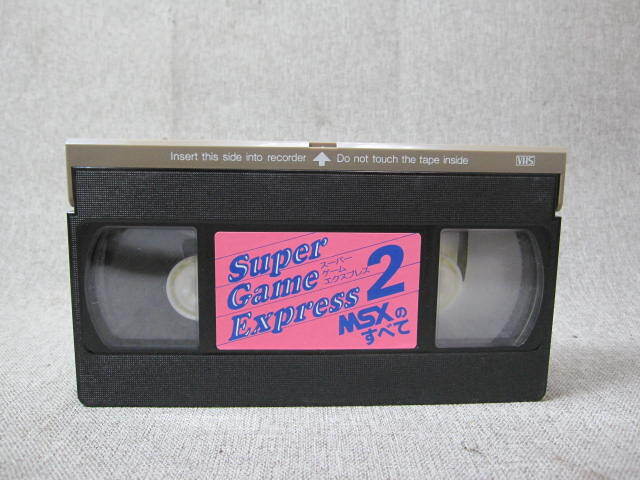 Insert this side into recorder Do not touch the tape inside VHS
Super
Game
Express
スーパー
ゲーム
エクスプレス
2
MSXの
すべて